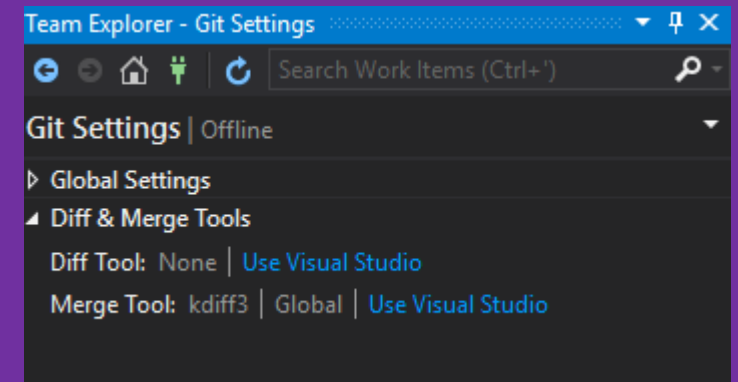 Team Explorer - Git Settings
Search Work Items (Ctrl+')
Git Settings | Offline
Global Settings
Diff & Merge Tools
Diff Tool: None | Use Visual Studio
Merge Tool: kdiff3 | Global | Use Visual Studio